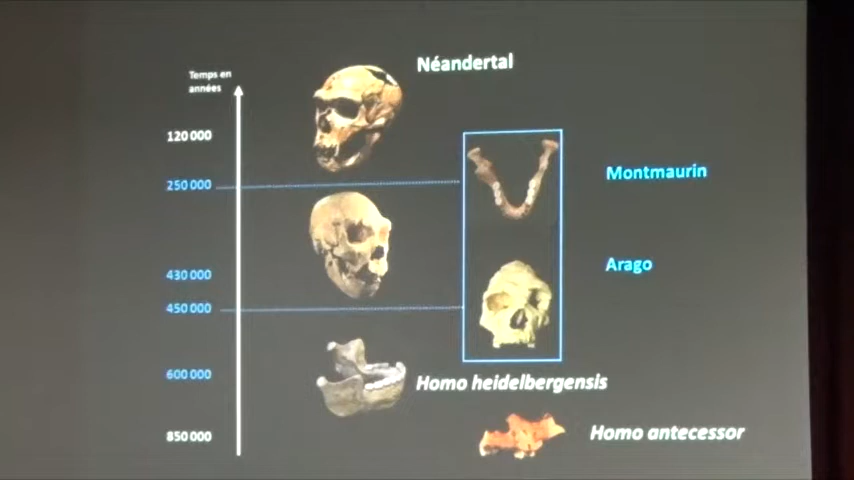 Néandertal
Temps en
années
120 000
Montmaurin
250 000
Arago
430 000
450 000
600 000
Homo heidelbergensis
850 000
Homo antecessor